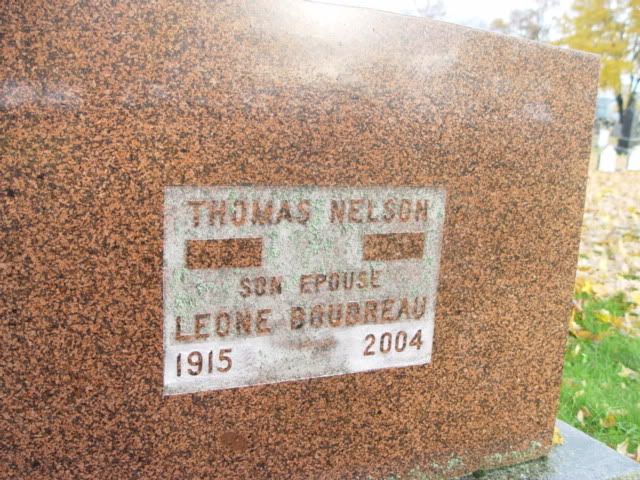 THOMAS NELSON
SON EPOUSE
LEONE BOUDREAU
1915 2004